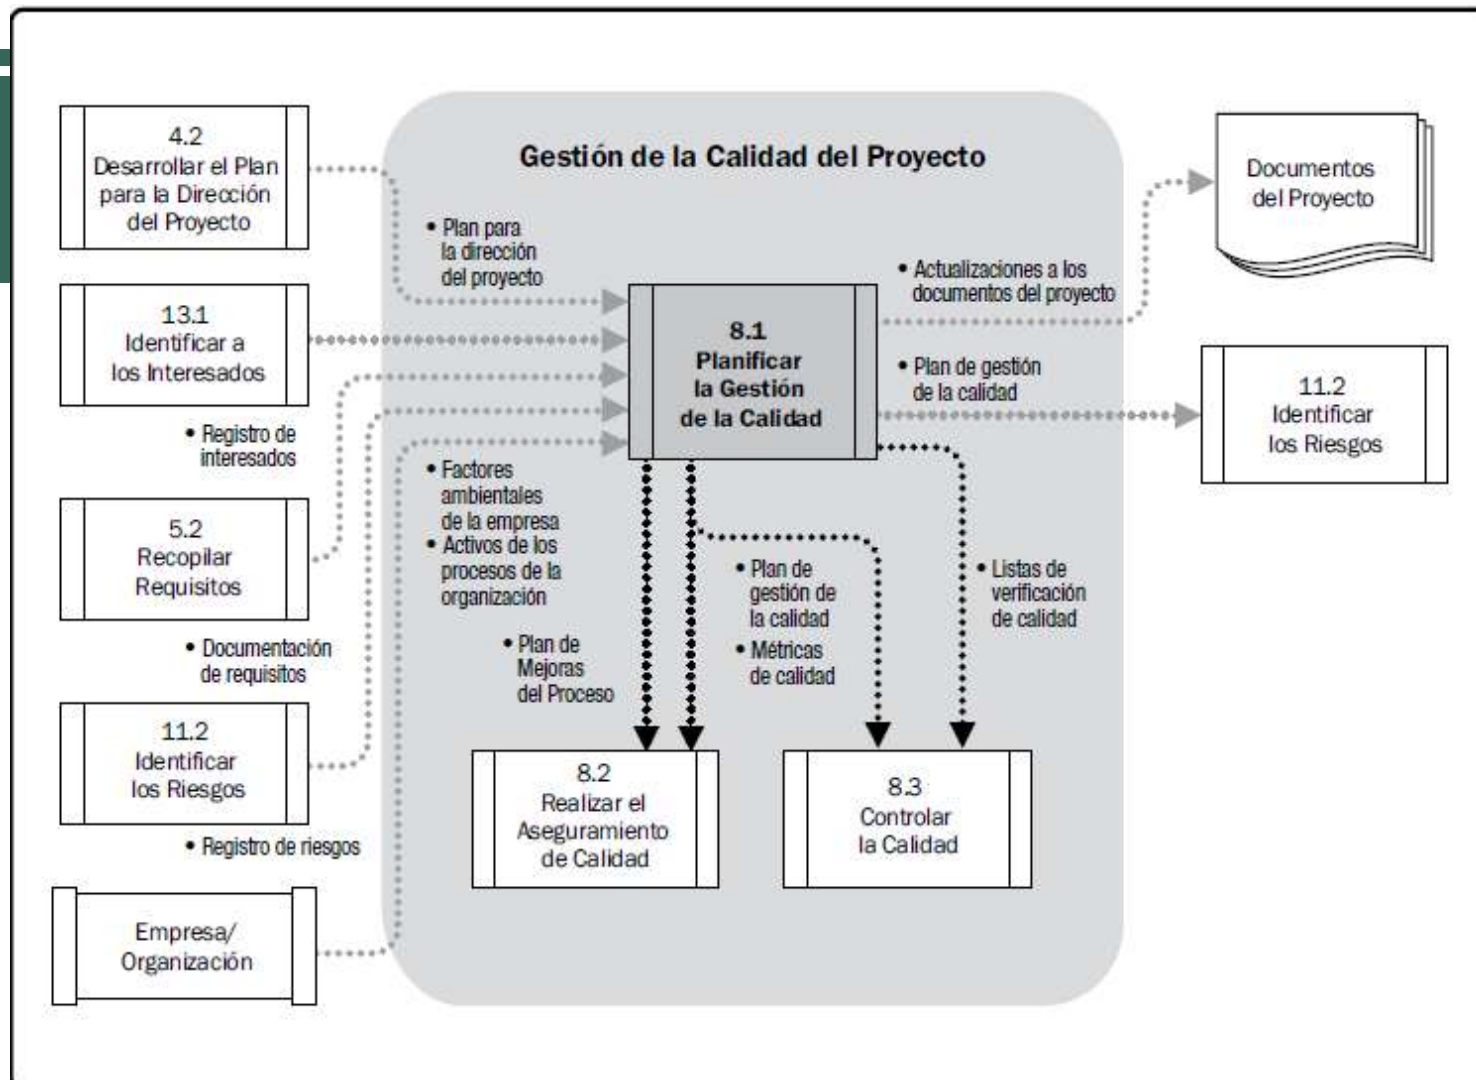 Gestión de la Calidad del Proyecto
4.2
Desarrollar el Plan
para la Dirección
del Proyecto
13.1
Identificar a
los Interesados
• Registro de
interesados
5.2
Recopilar
Requisitos
• Documentación
de requisitos
11.2
Identificar
los Riesgos
• Registro de riesgos
Empresa/
Organización
• Plan para
la dirección
del proyecto
• Factores
ambientales
de la empresa
• Activos de los
procesos de la
organización
8.1
Planificar
la Gestión
de la Calidad
• Actualizaciones a los
documentos del proyecto
• Plan de gestión
de la calidad
Documentos
del Proyecto
11.2
Identificar
los Riesgos
• Plan de
Mejoras
del Proceso
• Plan de
gestión de
la calidad
• Métricas
de calidad
• Listas de
verificación
de calidad
8.2
Realizar el
Aseguramiento
de Calidad
8.3
Controlar
la Calidad